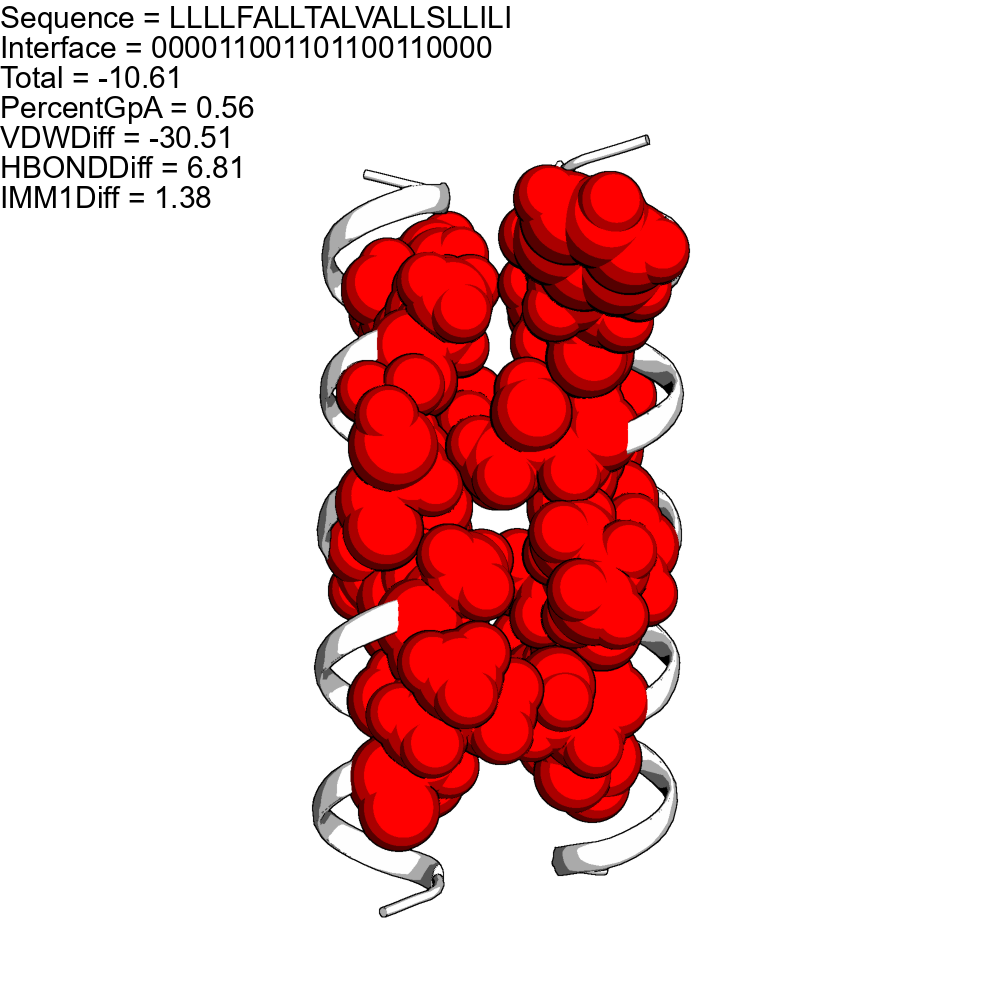 Sequence = LLLLFALLTALVALLSLLILI
Interface = 000011001101100110000
Total = -10.61
PercentGpA = 0.56
VDWDiff = -30.51
HBONDDiff = 6.81
IMM1Diff = 1.38